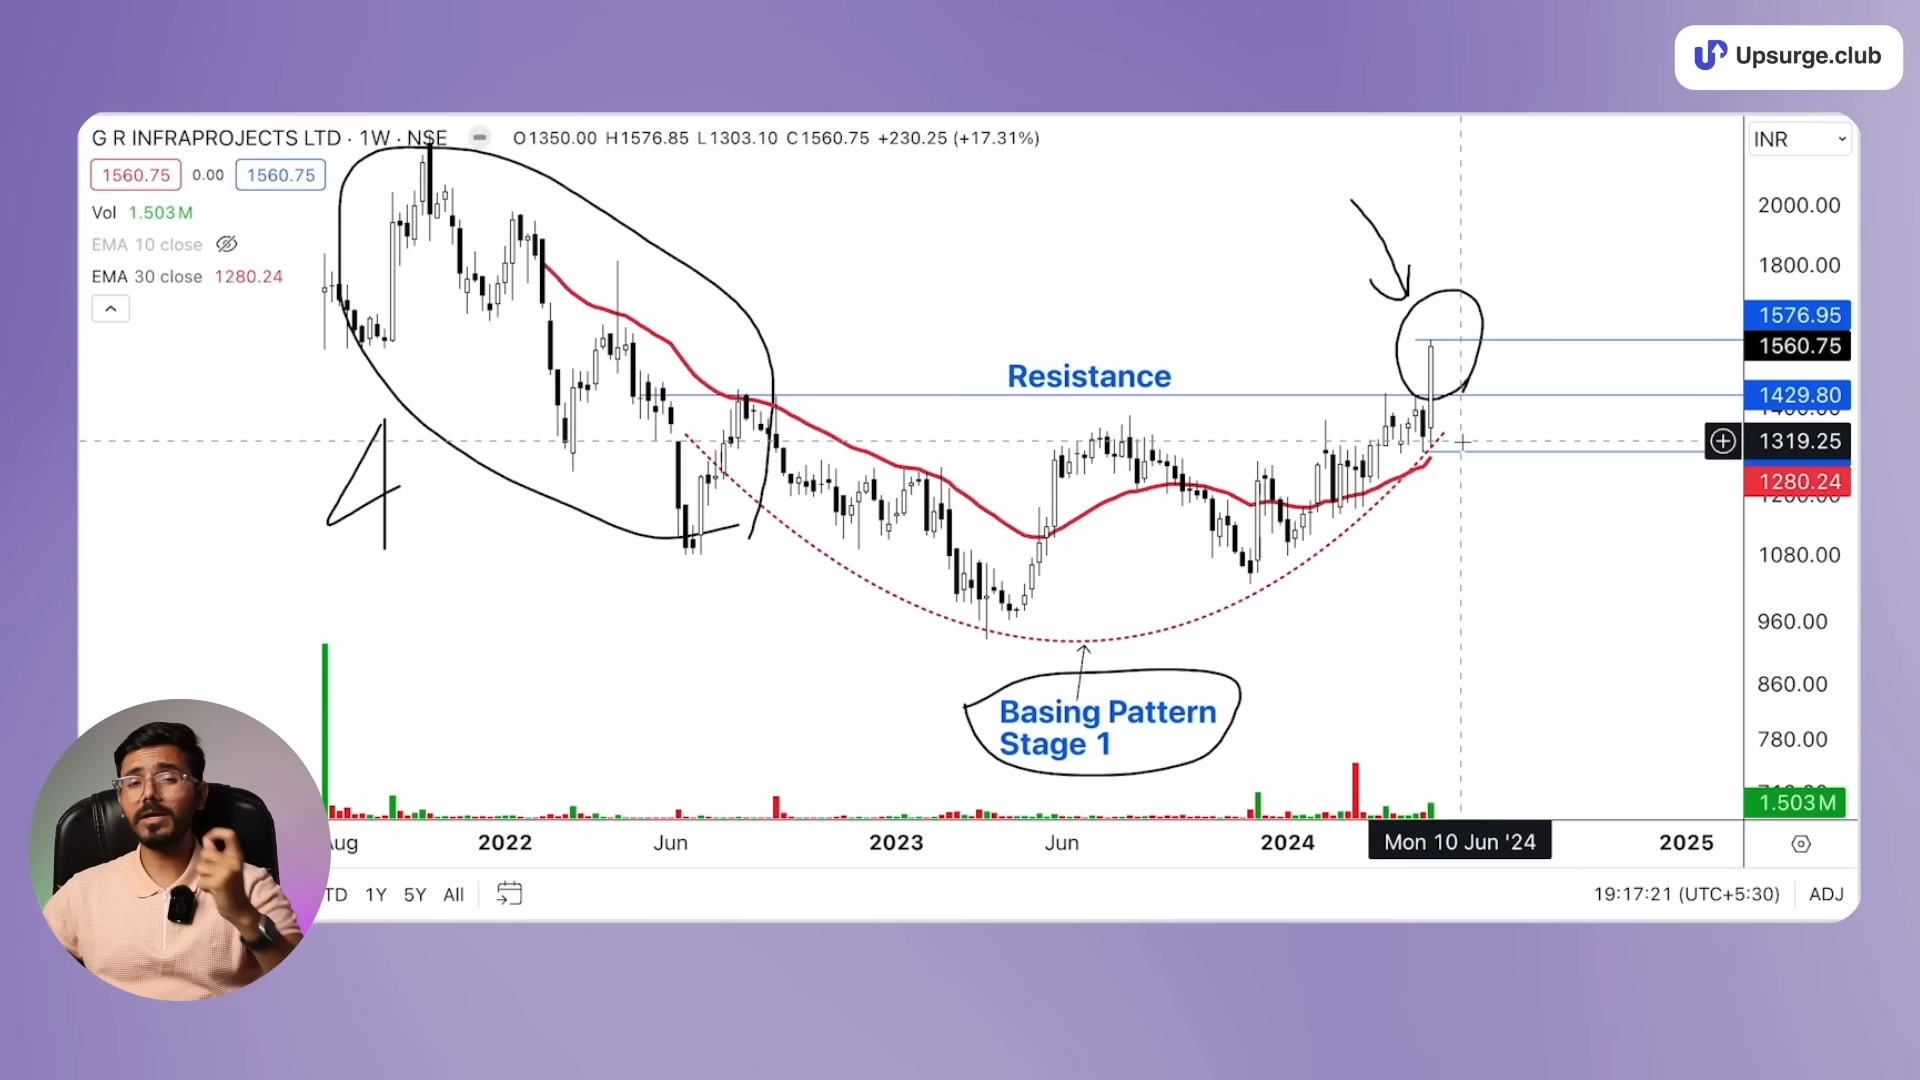 Upsurge.club
G R INFRAPROJECTS LTD · 1W · NSE O1350.00 H1576.85 L1303.10 C1560.75 +230.25 (+17.31%)
INR
1560.75 0.00 1560.75
Vol 1.503M
EMA 10 close
EMA 30 close 1280.24
2000.00
1800.00
1576.95
1560.75
Resistance
1429.80
1319.25
1280.24
1080.00
960.00
860.00
780.00
4
Basing Pattern
Stage 1
1.503M
2022 Jun 2023 Jun 2024 Mon 10 Jun '24 2025
1Y 5Y All
19:17:21 (UTC+5:30) ADJ